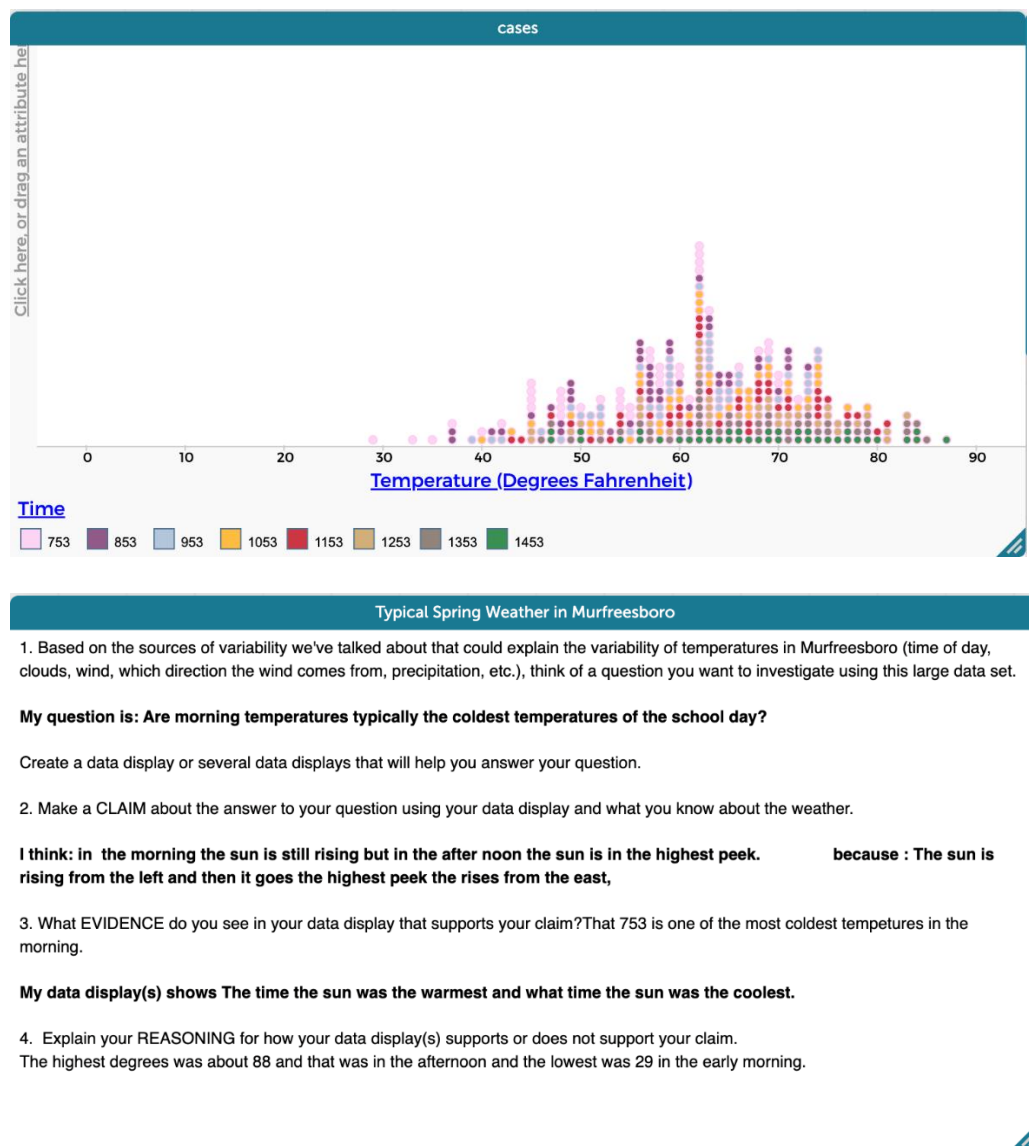 cases
Click here, or drag an attribute her
0 10 20 30 40 50 60 70 80 90
Temperature (Degrees Fahrenheit)
Time
753 853 953 1053 1153 1253 1353 1453
Typical Spring Weather in Murfreesboro
1. Based on the sources of variability we've talked about that could explain the variability of temperatures in Murfreesboro (time of day,
clouds, wind, which direction the wind comes from, precipitation, etc.), think of a question you want to investigate using this large data set.
My question is: Are morning temperatures typically the coldest temperatures of the school day?
Create a data display or several data displays that will help you answer your question.
2. Make a CLAIM about the answer to your question using your data display and what you know about the weather.
I think: in the morning the sun is still rising but in the after noon the sun is in the highest peek. because : The sun is
rising from the left and then it goes the highest peek the rises from the east,
3. What EVIDENCE do you see in your data display that supports your claim?That 753 is one of the most coldest tempetures in the
morning.
My data display(s) shows The time the sun was the warmest and what time the sun was the coolest.
4. Explain your REASONING for how your data display(s) supports or does not support your claim.
The highest degrees was about 88 and that was in the afternoon and the lowest was 29 in the early morning.